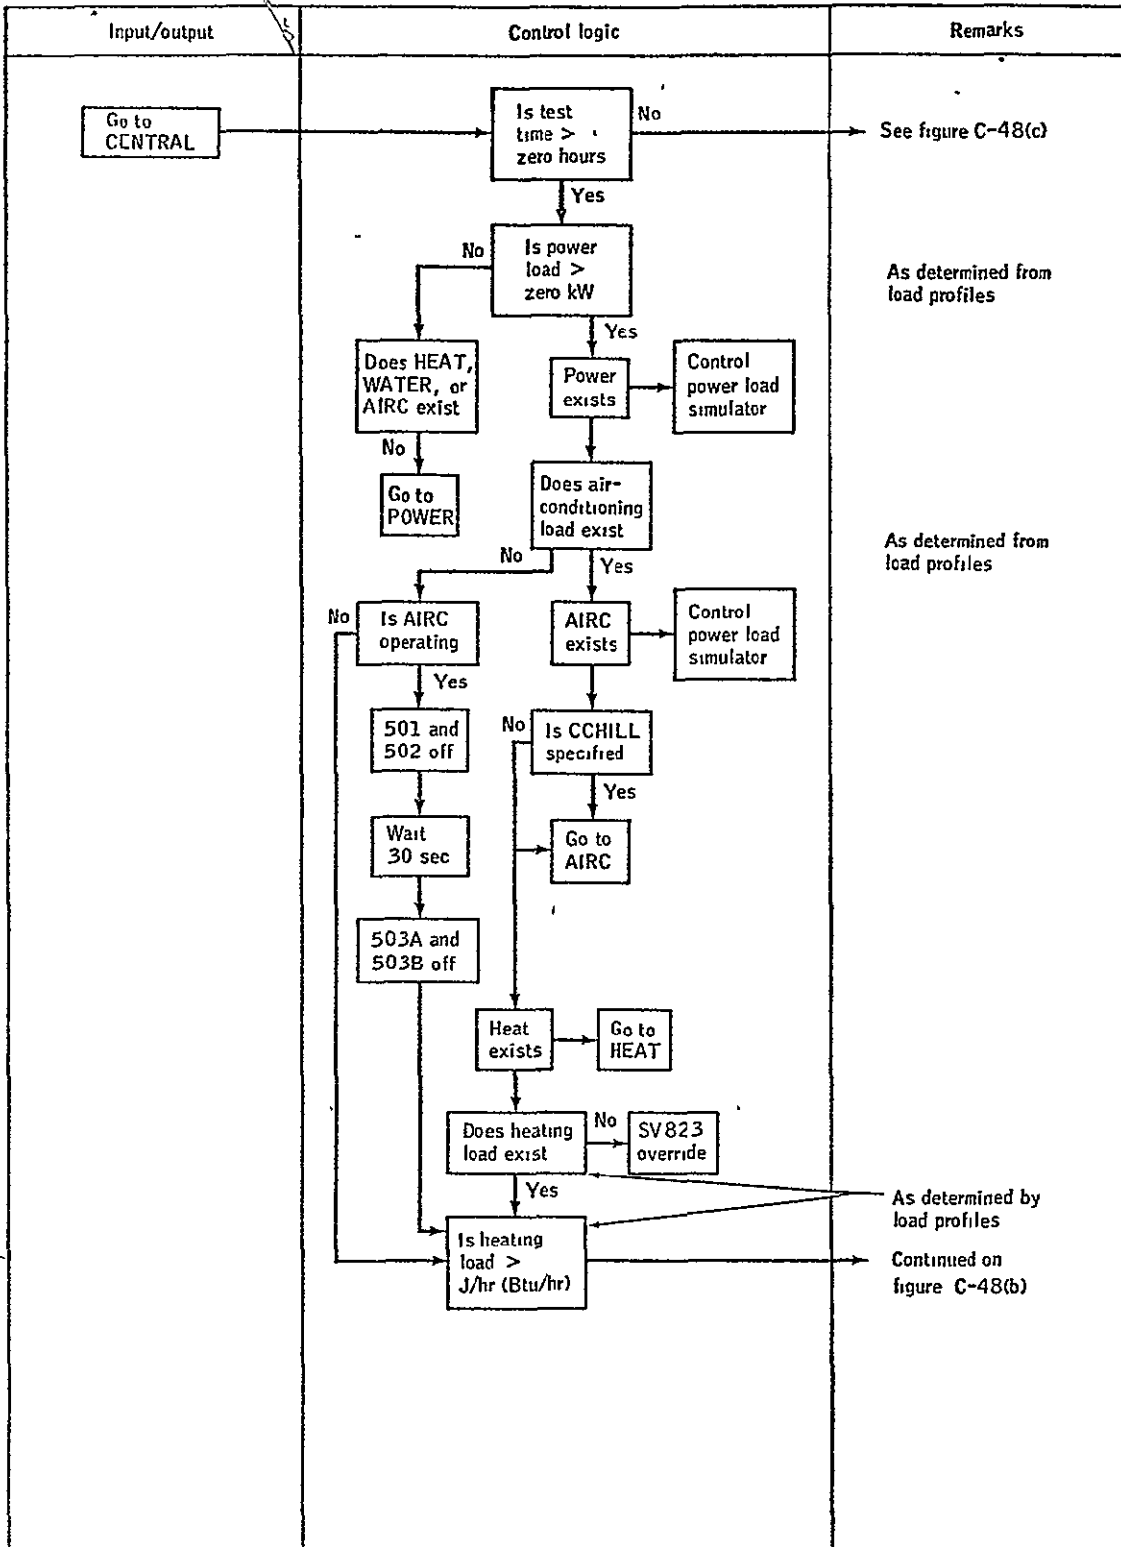 Input/output
Control logic
Remarks
Go to
CENTRAL
Is test
time >
zero hours
No
See figure C-48(c)
Yes
Is power
load >
zero kW
No
As determined from
load profiles
Yes
Does HEAT,
WATER, or
AIRC exist
Power
exists
Control
power load
simulator
No
Go to
POWER
Does air-
conditioning
load exist
As determined from
load profiles
No
Yes
No
Is AIRC
operating
AIRC
exists
Control
power load
simulator
Yes
501 and
502 off
No
Is CCHILL
specified
Yes
Wait
30 sec
Go to
AIRC
503A and
503B off
Heat
exists
Go to
HEAT
Does heating
load exist
No
SV823
override
Yes
As determined by
load profiles
Is heating
load >
J/hr (Btu/hr)
Continued on
figure C-48(b)